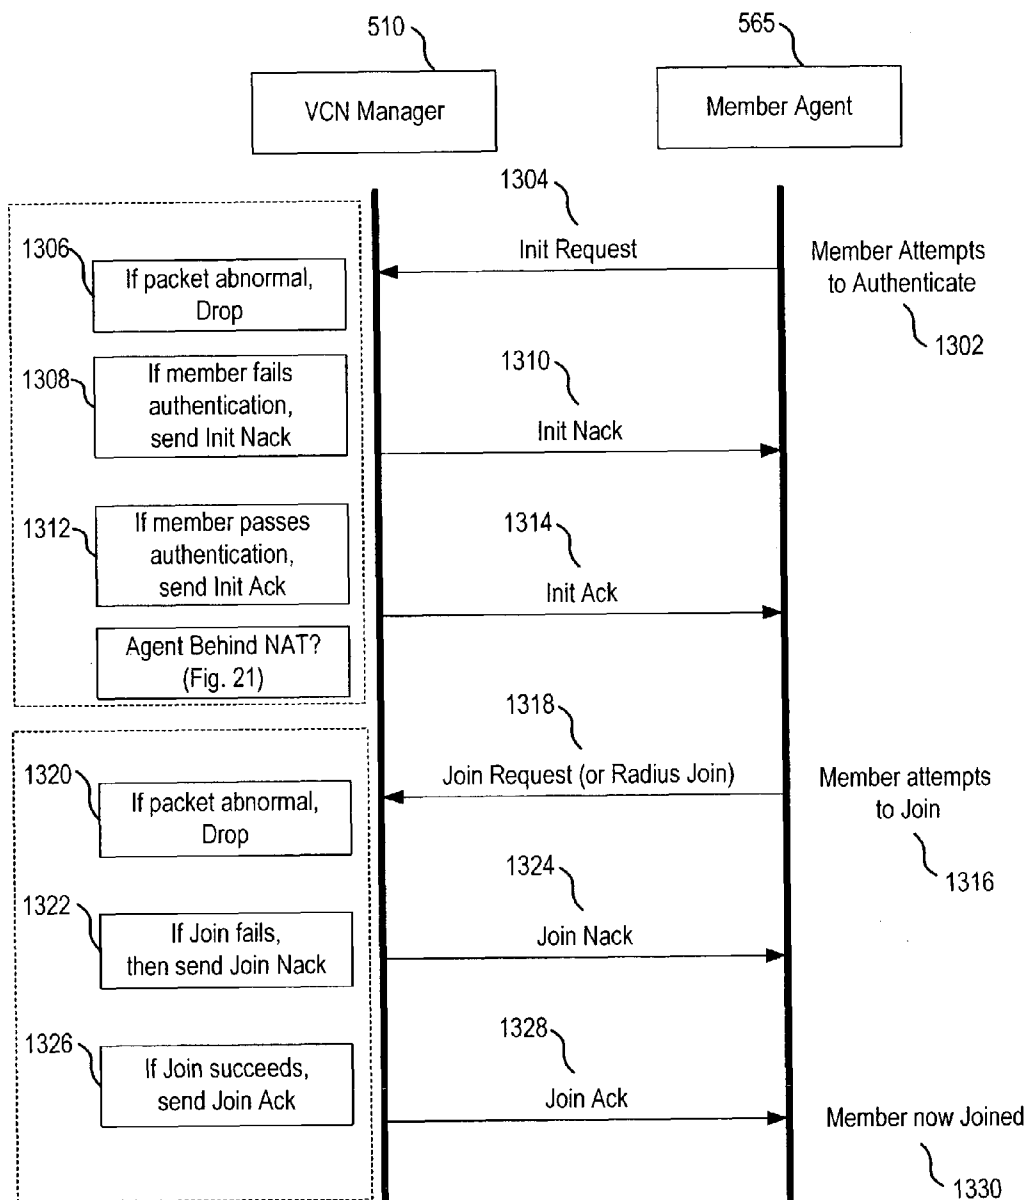 510
565
VCN Manager
Member Agent
1304
Init Request
1306
If packet abnormal,
Drop
Member Attempts
to Authenticate
1302
1308
If member fails
authentication,
send Init Nack
1310
Init Nack
1312
If member passes
authentication,
send Init Ack
1314
Init Ack
Agent Behind NAT?
(Fig. 21)
1318
Join Request (or Radius Join)
1320
If packet abnormal,
Drop
Member attempts
to Join
1316
1322
If Join fails,
then send Join Nack
1324
Join Nack
1326
If Join succeeds,
send Join Ack
1328
Join Ack
Member now Joined
1330